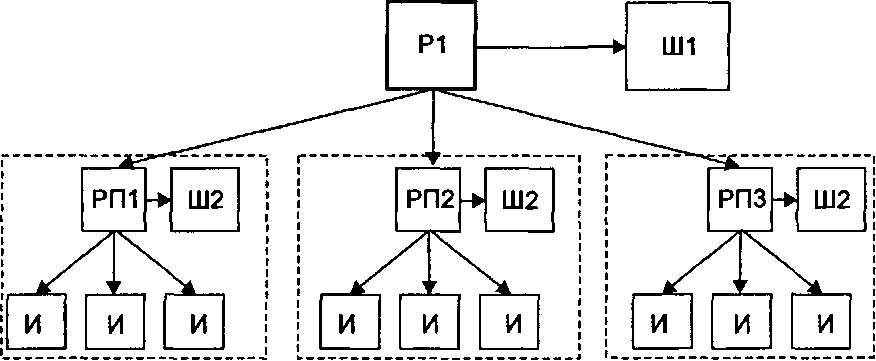 Р1 Ш1
РП1 Ш2 РП2 Ш2 РП3 Ш2
И И И И И И И И И